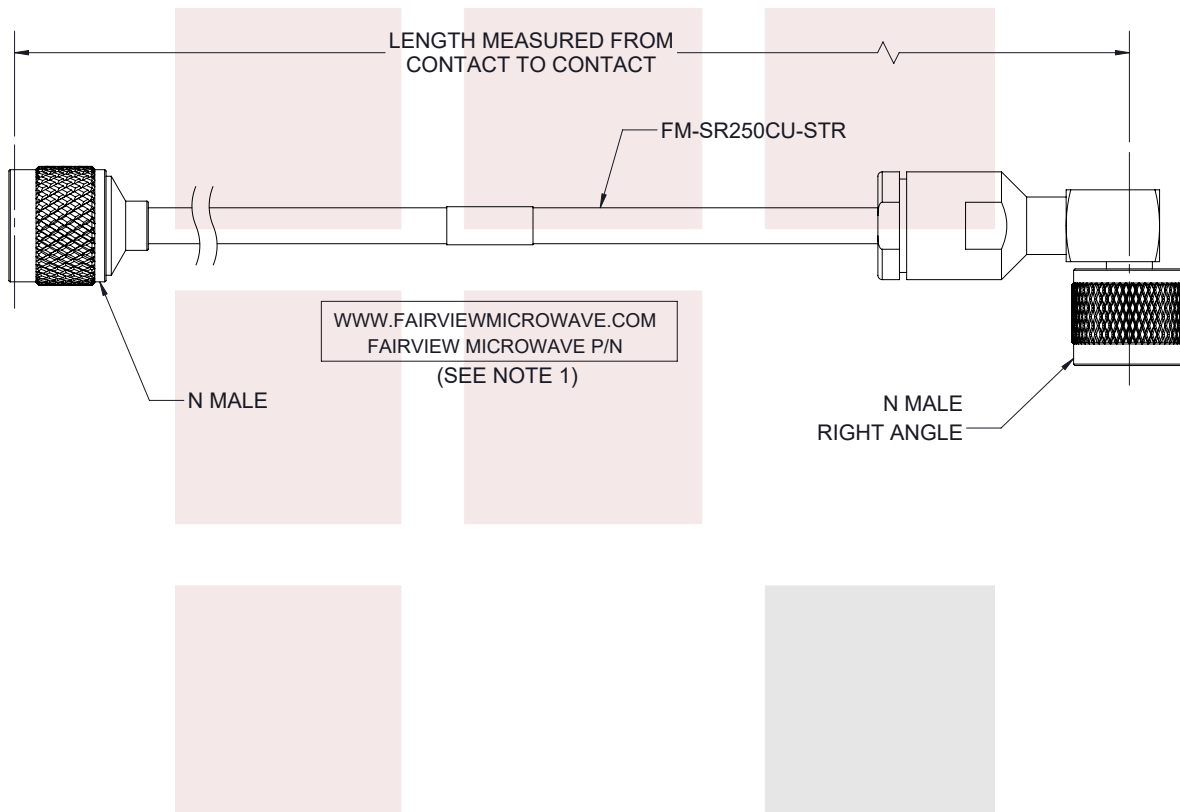 LENGTH MEASURED FROM
CONTACT TO CONTACT
FM-SR250CU-STR
WWW.FAIRVIEWMICROWAVE.COM
FAIRVIEW MICROWAVE P/N
(SEE NOTE 1)
N MALE
N MALE
RIGHT ANGLE